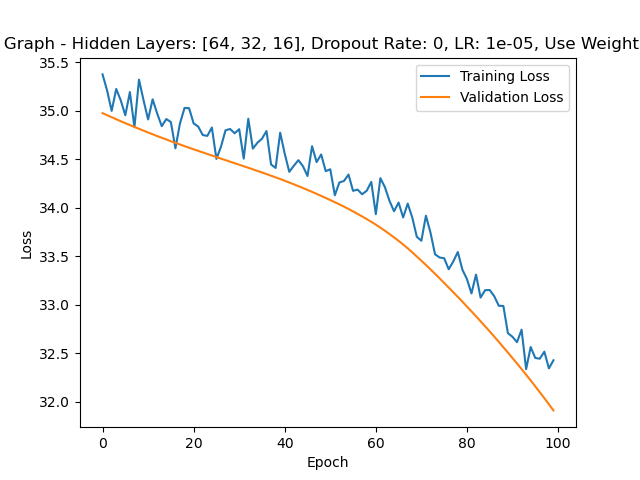 Graph - Hidden Layers: [64, 32, 16], Dropout Rate: 0, LR: 1e-05, Use Weight
35.5
35.0
34.5
34.0
33.5
33.0
32.5
32.0
Loss
Training Loss
Validation Loss
0
20
40
60
80
100
Epoch